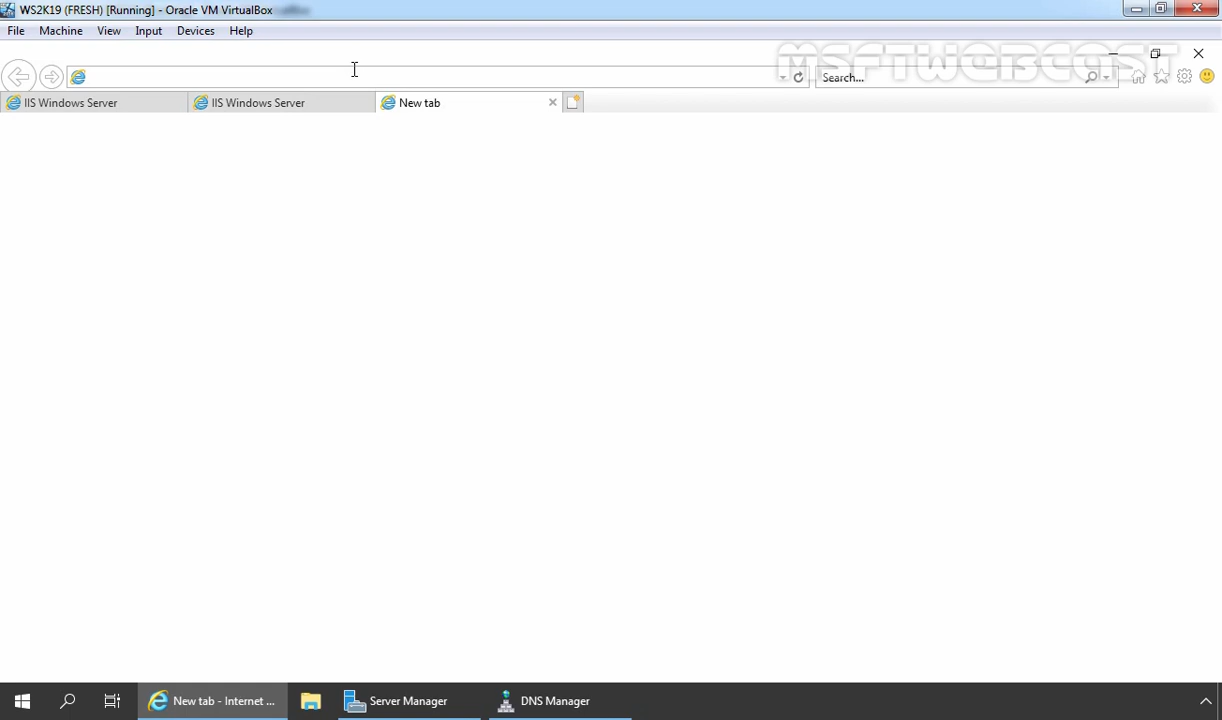 WS2K19 (FRESH) [Running] - Oracle VM VirtualBox
File Machine View Input Devices Help
MSFTWEBCAST
Search...
IIS Windows Server IIS Windows Server New tab
New tab - Internet ... Server Manager DNS Manager